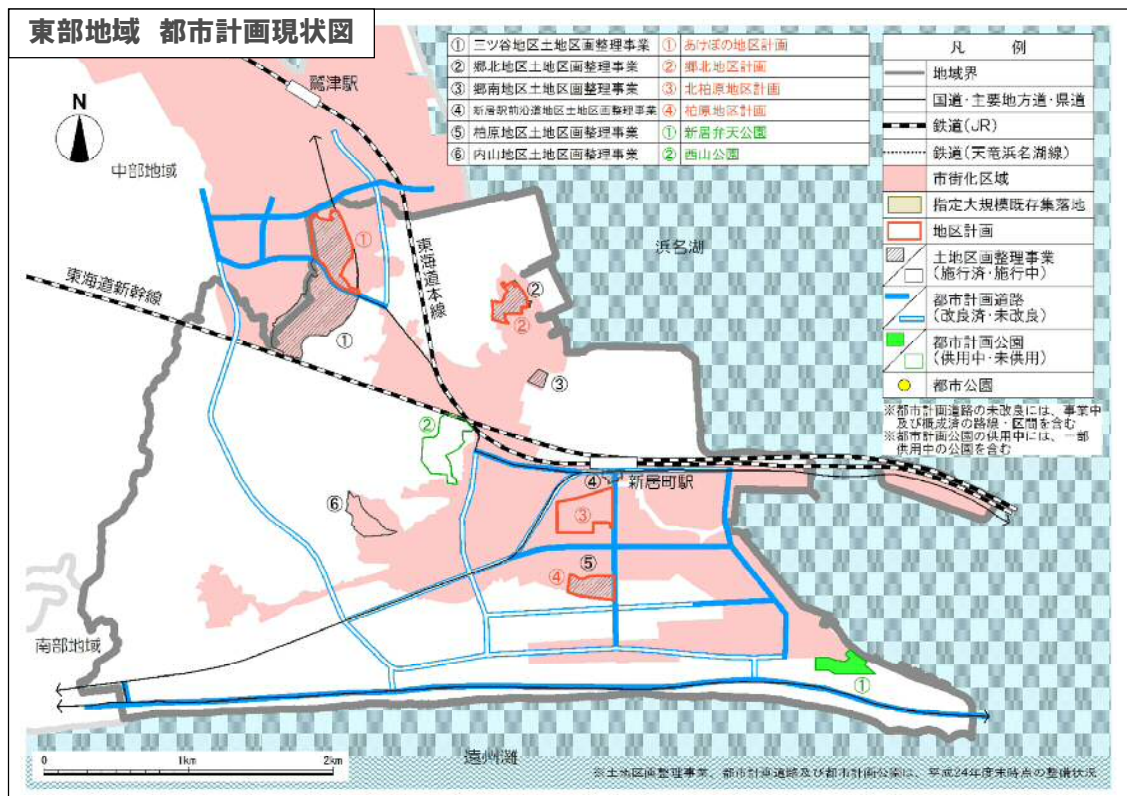 東部地域 都市計画現状図
① 三ツ谷地区土地区画整理事業 ① あけぼの地区計画
② 郷北地区土地区画整理事業 ② 郷北地区計画
③ 郷南地区土地区画整理事業 ③ 北柏原地区計画
④ 新居駅前沿道地区土地区画整理事業 ④ 柏原地区計画
⑤ 柏原地区土地区画整理事業 ① 新居弁天公園
⑥ 内山地区土地区画整理事業 ② 西山公園
凡 例
地域界
国道・主要地方道・県道
鉄道(JR)
鉄道(天竜浜名湖線)
市街化区域
指定大規模既存集落地
地区計画
土地区画整理事業
(施行済・施行中)
都市計画道路
(改良済・未改良)
都市計画公園
(供用中・未供用)
都市公園
※都市計画道路の未改良には、事業中
及び概成済の路線・区間を含む
※都市計画公園の供用中には、一部
供用中の公園を含む
N
鷲津駅
中部地域
①
浜名湖
東海道本線
東海道新幹線
②
②
①
③
②
④
新居町駅
⑥
③
⑤
④
南部地域
①
遠州灘
0 1km 2km
※土地区画整理事業、都市計画道路及び都市計画公園は、平成24年度末時点の整備状況